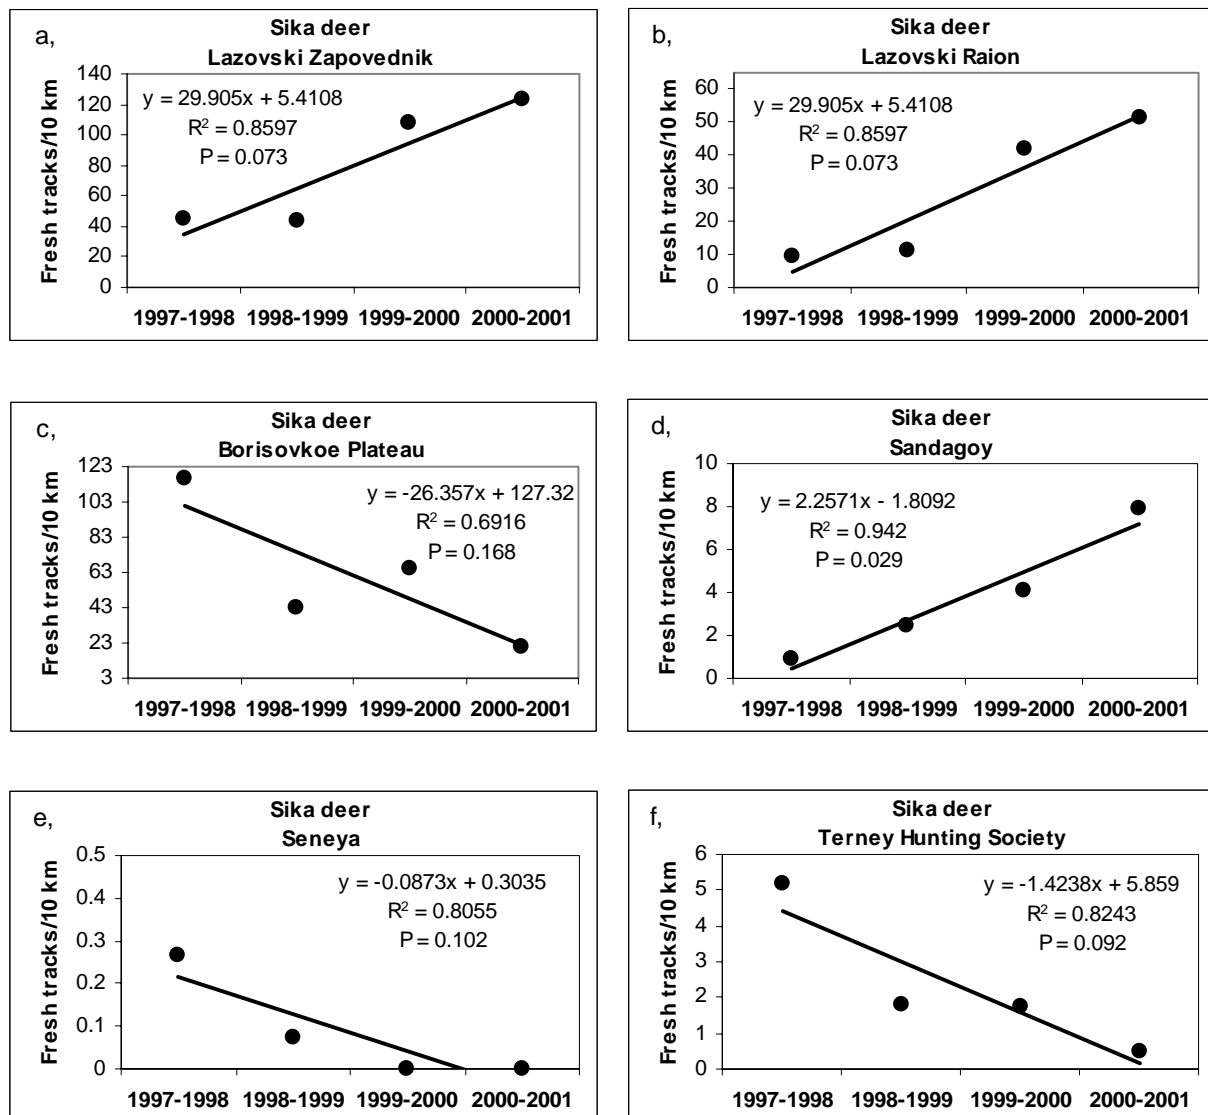 a,
Sika deer
Lazovski Zapovednik
Fresh tracks/10 km
140
120
100
80
60
40
20
0
y = 29.905x + 5.4108
R² = 0.8597
P = 0.073
1997-1998 1998-1999 1999-2000 2000-2001
b,
Sika deer
Lazovski Raion
Fresh tracks/10 km
60
50
40
30
20
10
0
y = 29.905x + 5.4108
R² = 0.8597
P = 0.073
1997-1998 1998-1999 1999-2000 2000-2001
c,
Sika deer
Borisovkoe Plateau
Fresh tracks/10 km
123
103
83
63
43
23
3
y = -26.357x + 127.32
R² = 0.6916
P = 0.168
1997-1998 1998-1999 1999-2000 2000-2001
d,
Sika deer
Sandagoy
Fresh tracks/10 km
10
8
6
4
2
0
y = 2.2571x - 1.8092
R² = 0.942
P = 0.029
1997-1998 1998-1999 1999-2000 2000-2001
e,
Sika deer
Seneya
Fresh tracks/10 km
0.5
0.4
0.3
0.2
0.1
0
y = -0.0873x + 0.3035
R² = 0.8055
P = 0.102
1997-1998 1998-1999 1999-2000 2000-2001
f,
Sika deer
Terney Hunting Society
Fresh tracks/10 km
6
5
4
3
2
1
0
y = -1.4238x + 5.859
R² = 0.8243
P = 0.092
1997-1998 1998-1999 1999-2000 2000-2001